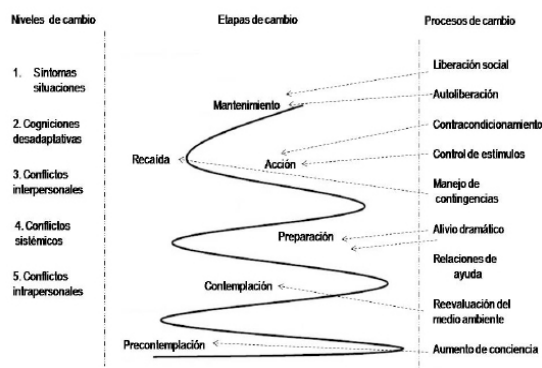 Niveles de cambio
Etapas de cambio
Procesos de cambio
1. Síntomas
situaciones
2. Cogniciones
desadaptativas
3. Conflictos
interpersonales
4. Conflictos
sistémicos
5. Conflictos
intrapersonales
Mantenimiento
Recaída
Acción
Preparación
Contemplación
Precontemplación
Liberación social
Autoliberación
Contracondicionamiento
Control de estímulos
Manejo de
contingencias
Alivio dramático
Relaciones de
ayuda
Reevaluación del
medio ambiente
Aumento de conciencia